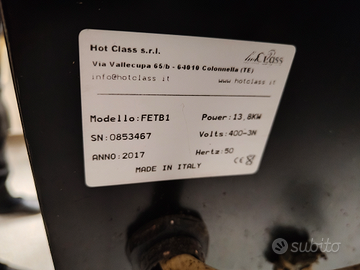 Hot Class s.r.l.
hotClass
Via Vallecupa 65/b - 64010 Colonnella (TE)
info@hotclass.it www.hotclass.it
Modello: FETB1 Power: 13,8KW
SN: 0853467 Volts: 400-3N
ANNO: 2017 Hertz: 50
CE
MADE IN ITALY
subito